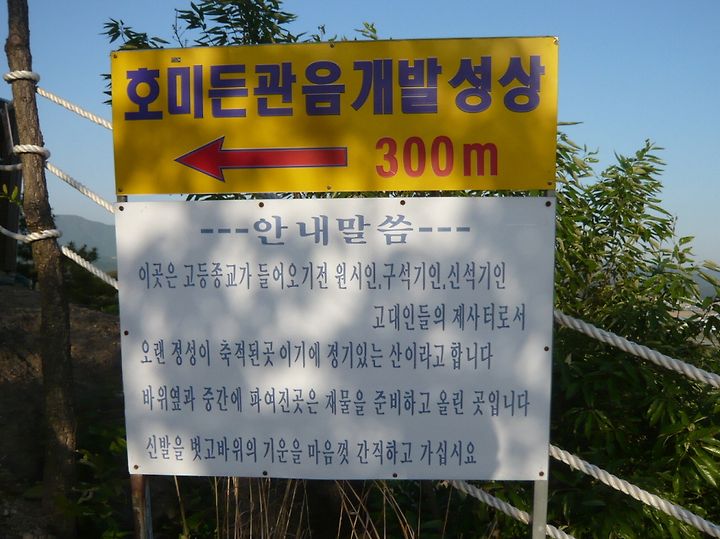 호미든관음개발성상
300m
---안내말씀---
이곳은 고등종교가 들어오기전 원시인,구석기인,신석기인
고대인들의 제사터로서
오랜 정성이 축적된곳 이기에 정기있는 산이라고 합니다
바위옆과 중간에 파여진곳은 재물을 준비하고 올린 곳입니다
신발을 벗고바위의 기운을 마음껏 간직하고 가십시요